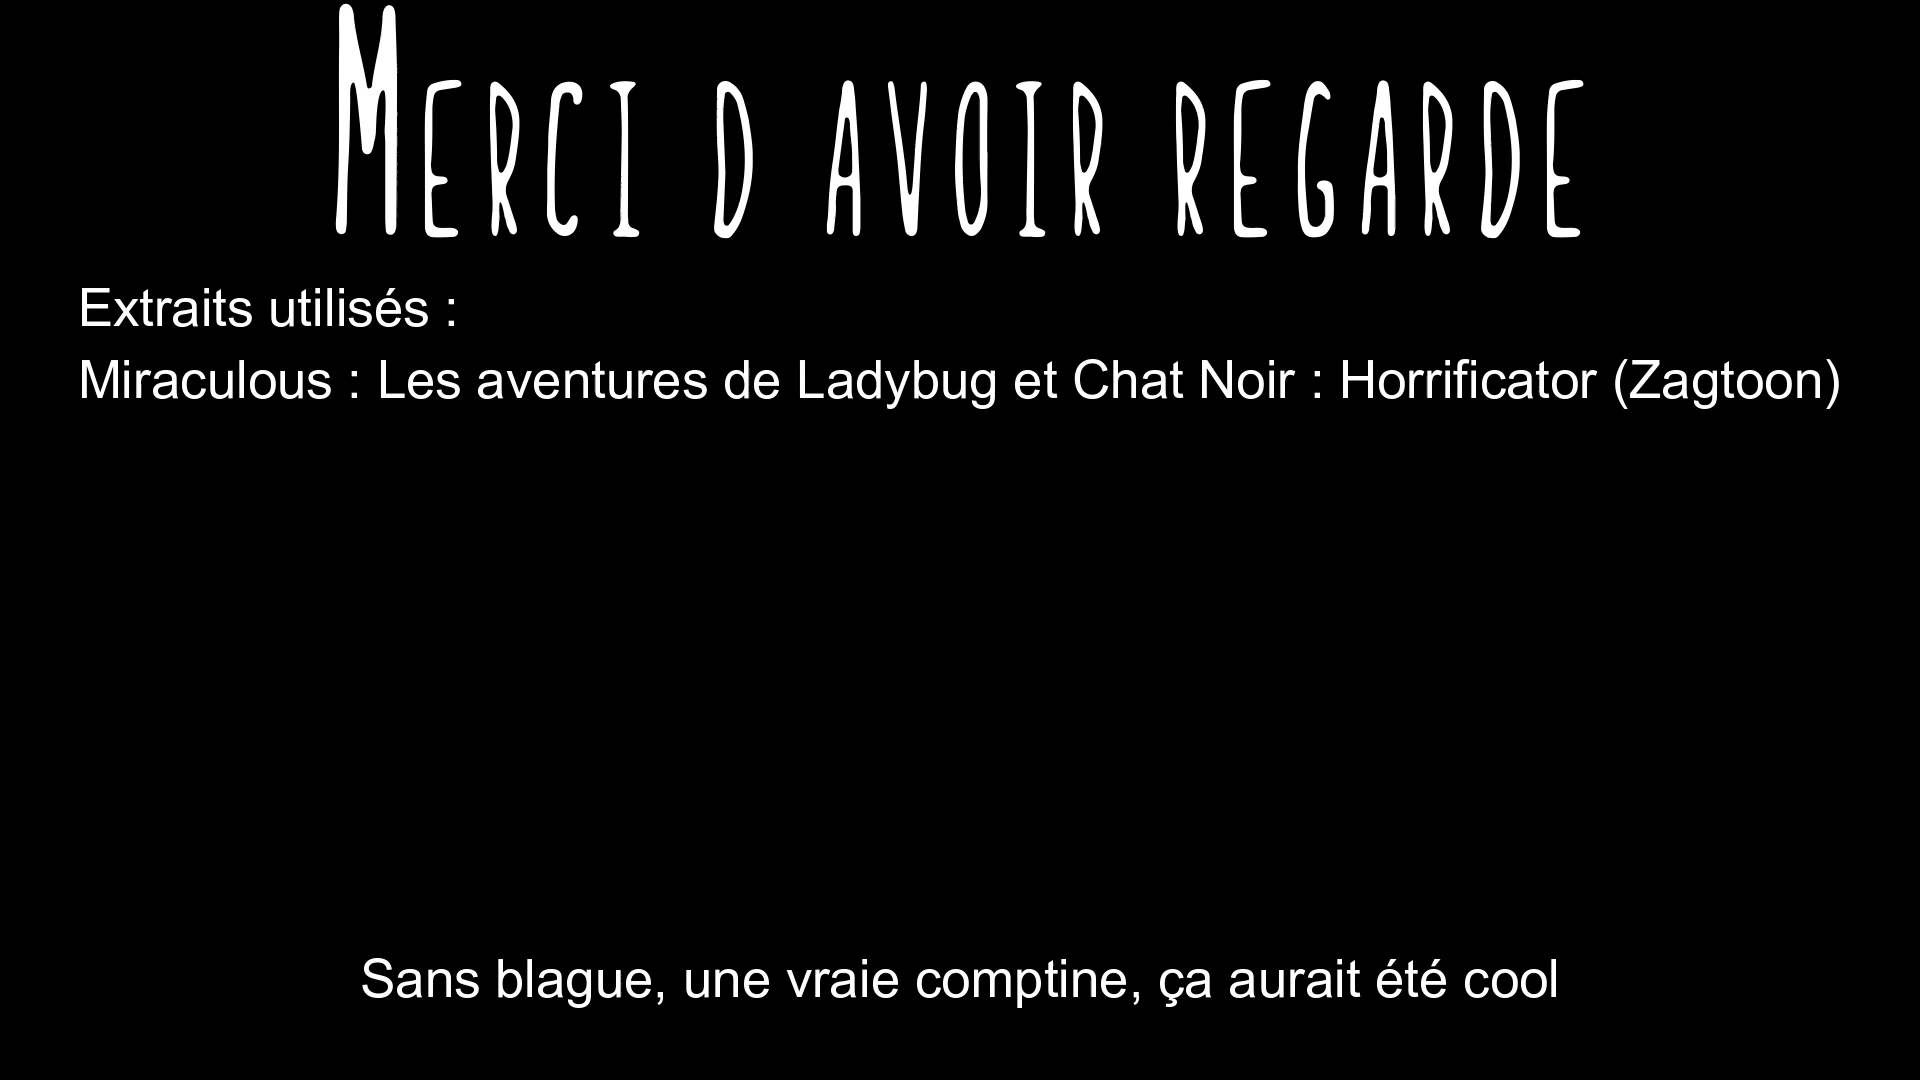 Merci d avoir regarde
Extraits utilisés :
Miraculous : Les aventures de Ladybug et Chat Noir : Horrificator (Zagtoon)
Sans blague, une vraie comptine, ça aurait été cool